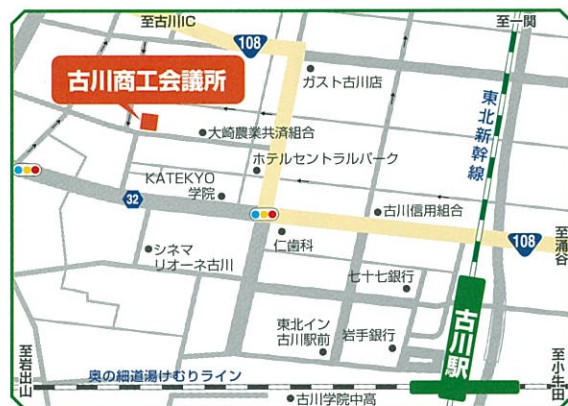 至古川IC
至一関
108
ガスト古川店
古川商工会議所
東北新幹線
大崎農業共済組合
ホテルセントラルパーク
KATEKYO
学院
32
古川信用組合
仁歯科
至涌谷
108
シネマ
リオーネ古川
七十七銀行
古川駅
東北イン
古川駅前
岩手銀行
至岩出山
奥の細道湯けむりライン
至小牛田
古川学院中高